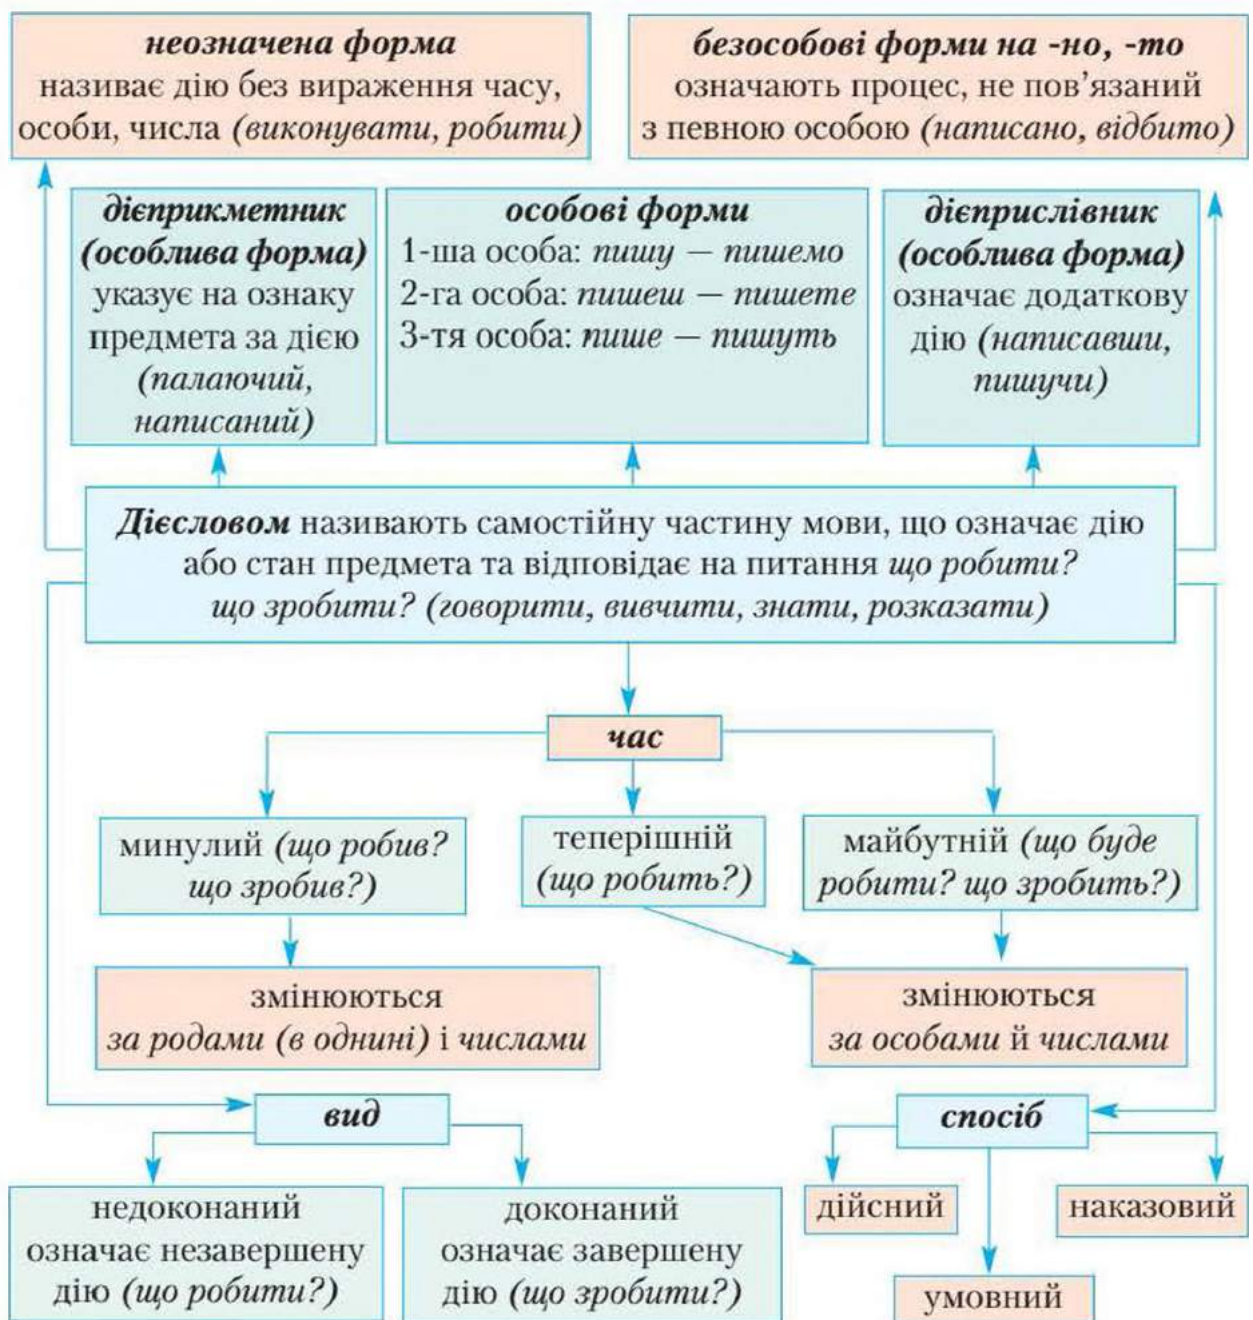 неозначена форма
називає дію без вираження часу,
особи, числа (виконувати, робити)
безособові форми на -но, -то
означають процес, не пов’язаний
з певною особою (написано, відбито)
дієприкметник
(особлива форма)
указує на ознаку
предмета за дією
(палаючий,
написаний)
особові форми
1-ша особа: пишу — пишемо
2-га особа: пишеш — пишете
3-тя особа: пише — пишуть
дієприслівник
(особлива форма)
означає додаткову
дію (написавши,
пишучи)
Дієсловом називають самостійну частину мови, що означає дію
або стан предмета та відповідає на питання що робити?
що зробити? (говорити, вивчити, знати, розказати)
час
минулий (що робив?
що зробив?)
теперішній
(що робить?)
майбутній (що буде
робити? що зробить?)
змінюються
за родами (в однині) і числами
змінюються
за особами й числами
вид
спосіб
недоконаний
означає незавершену
дію (що робити?)
доконаний
означає завершену
дію (що зробити?)
дійсний
наказовий
умовний